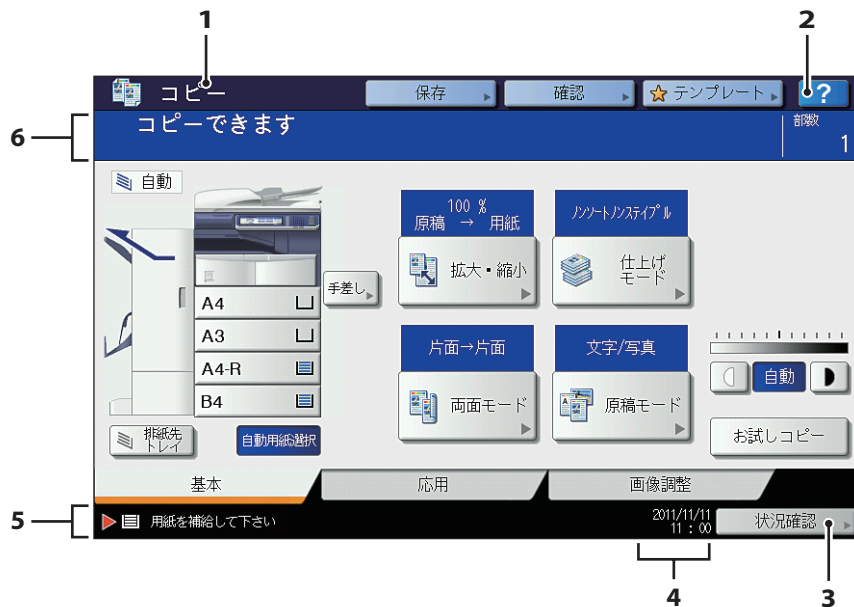 1
2
コピー
保存
確認
テンプレート
?
6
コピーできます
部数
1
自動
100 %
原稿 → 用紙
拡大・縮小
ノンソートノンステイプル
仕上げ
モード
手差し
A4
A3
A4-R
B4
片面→片面
両面モード
文字/写真
原稿モード
自動
排紙先
トレイ
自動用紙選択
お試しコピー
基本
応用
画像調整
5
用紙を補給して下さい
2011/11/11
11 : 00
状況確認
4
3